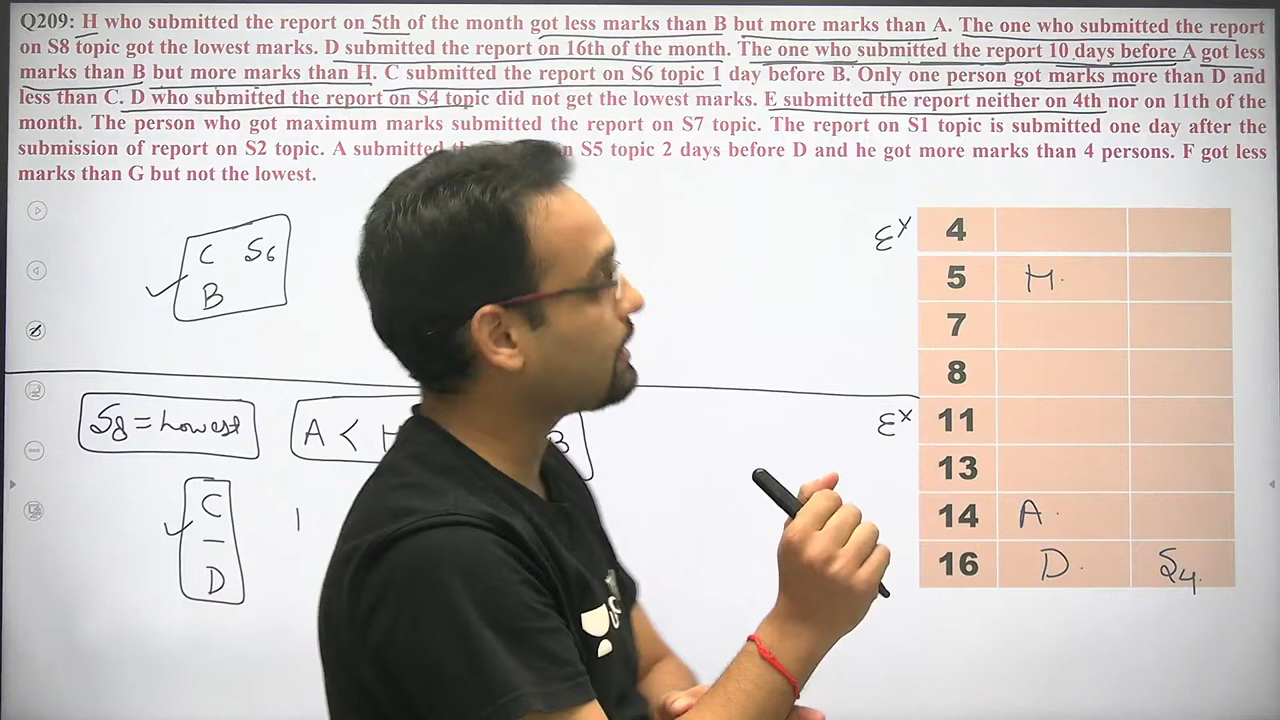 Q209: H who submitted the report on 5th of the month got less marks than B but more marks than A. The one who submitted the report
on S8 topic got the lowest marks. D submitted the report on 16th of the month. The one who submitted the report 10 days before A got less
marks than B but more marks than H. C submitted the report on S6 topic 1 day before B. Only one person got marks more than D and
less than C. D who submitted the report on S4 topic did not get the lowest marks. E submitted the report neither on 4th nor on 11th of the
month. The person who got maximum marks submitted the report on S7 topic. The report on S1 topic is submitted one day after the
submission of report on S2 topic. A submitted S5 topic 2 days before D and he got more marks than 4 persons. F got less
marks than G but not the lowest.
C S6
B
Ex 4
5 H.
7
8
Ex 11
13
14 A.
16 D. S4.
S8 = Lowest
A < H B
C
–
D